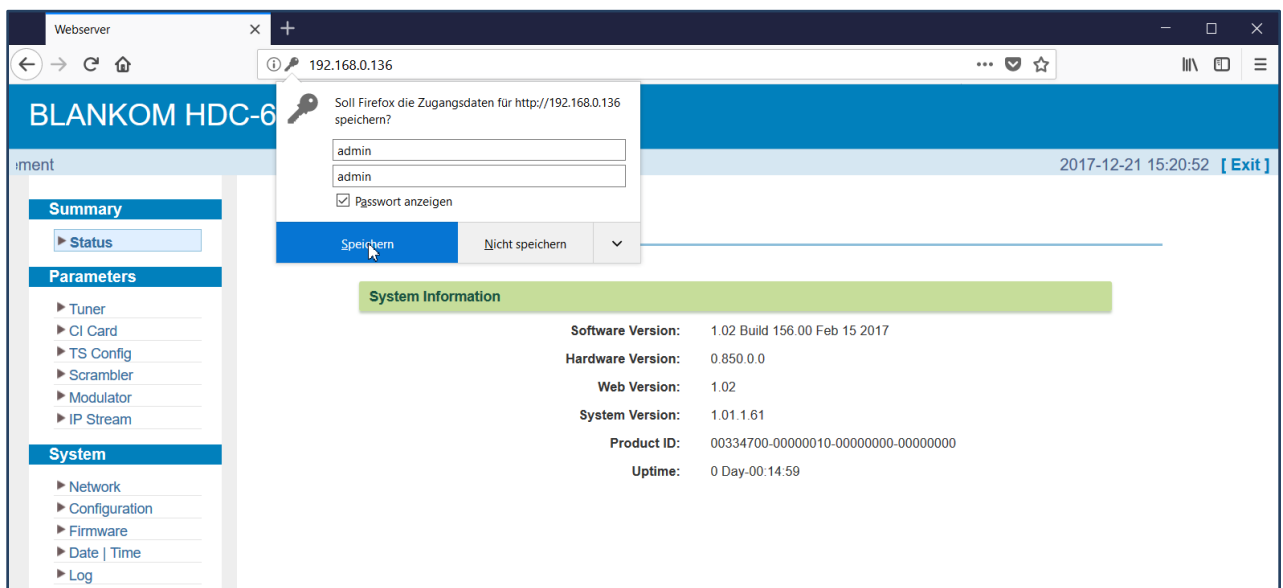 Webserver
192.168.0.136
BLANKOM HDC-6
Soll Firefox die Zugangsdaten für http://192.168.0.136
speichern?
admin
admin
Passwort anzeigen
Speichern Nicht speichern
ement 2017-12-21 15:20:52 [ Exit ]
Summary
Status
Parameters
Tuner
CI Card
TS Config
Scrambler
Modulator
IP Stream
System
Network
Configuration
Firmware
Date | Time
Log
System Information
Software Version: 1.02 Build 156.00 Feb 15 2017
Hardware Version: 0.850.0.0
Web Version: 1.02
System Version: 1.01.1.61
Product ID: 00334700-00000010-00000000-00000000
Uptime: 0 Day-00:14:59